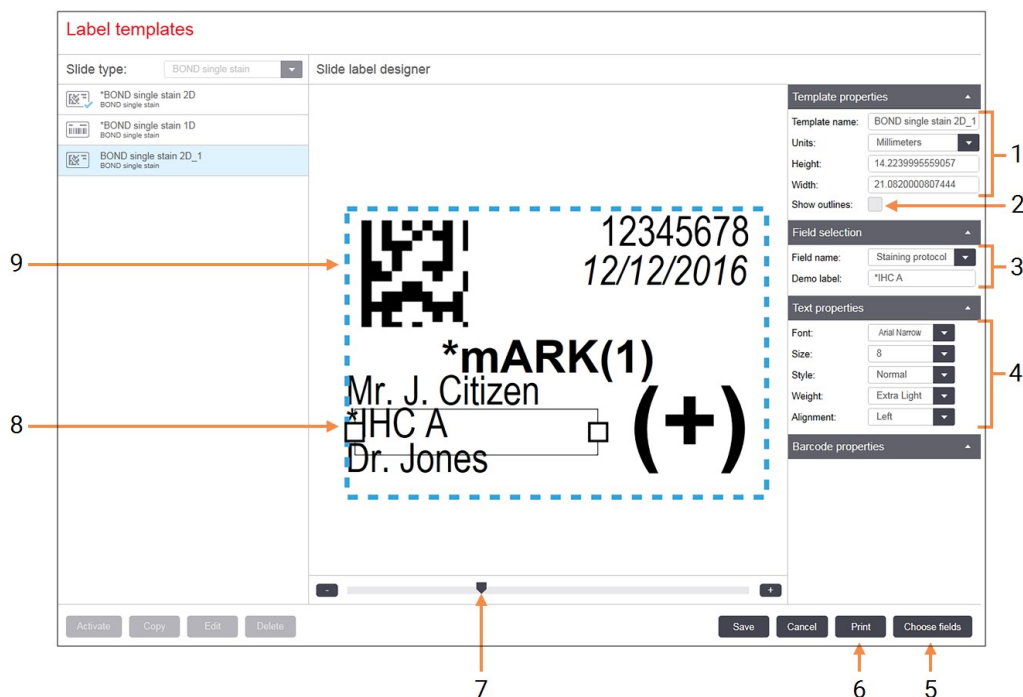 Label templates
Slide type: BOND single stain
*BOND single stain 2D
BOND single stain
*BOND single stain 1D
BOND single stain
BOND single stain 2D_1
BOND single stain
Slide label designer
12345678
12/12/2016
*mARK(1)
Mr. J. Citizen
*IHC A
Dr. Jones
(+)
- +
Template properties
Template name: BOND single stain 2D_1
Units: Millimeters
Height: 14.2239995559057
Width: 21.0820000807444
Show outlines:
Field selection
Field name: Staining protocol
Demo label: *IHC A
Text properties
Font: Arial Narrow
Size: 8
Style: Normal
Weight: Extra Light
Alignment: Left
Barcode properties
Activate Copy Edit Delete
Save Cancel Print Choose fields
1
2
3
4
5
6
7
8
9